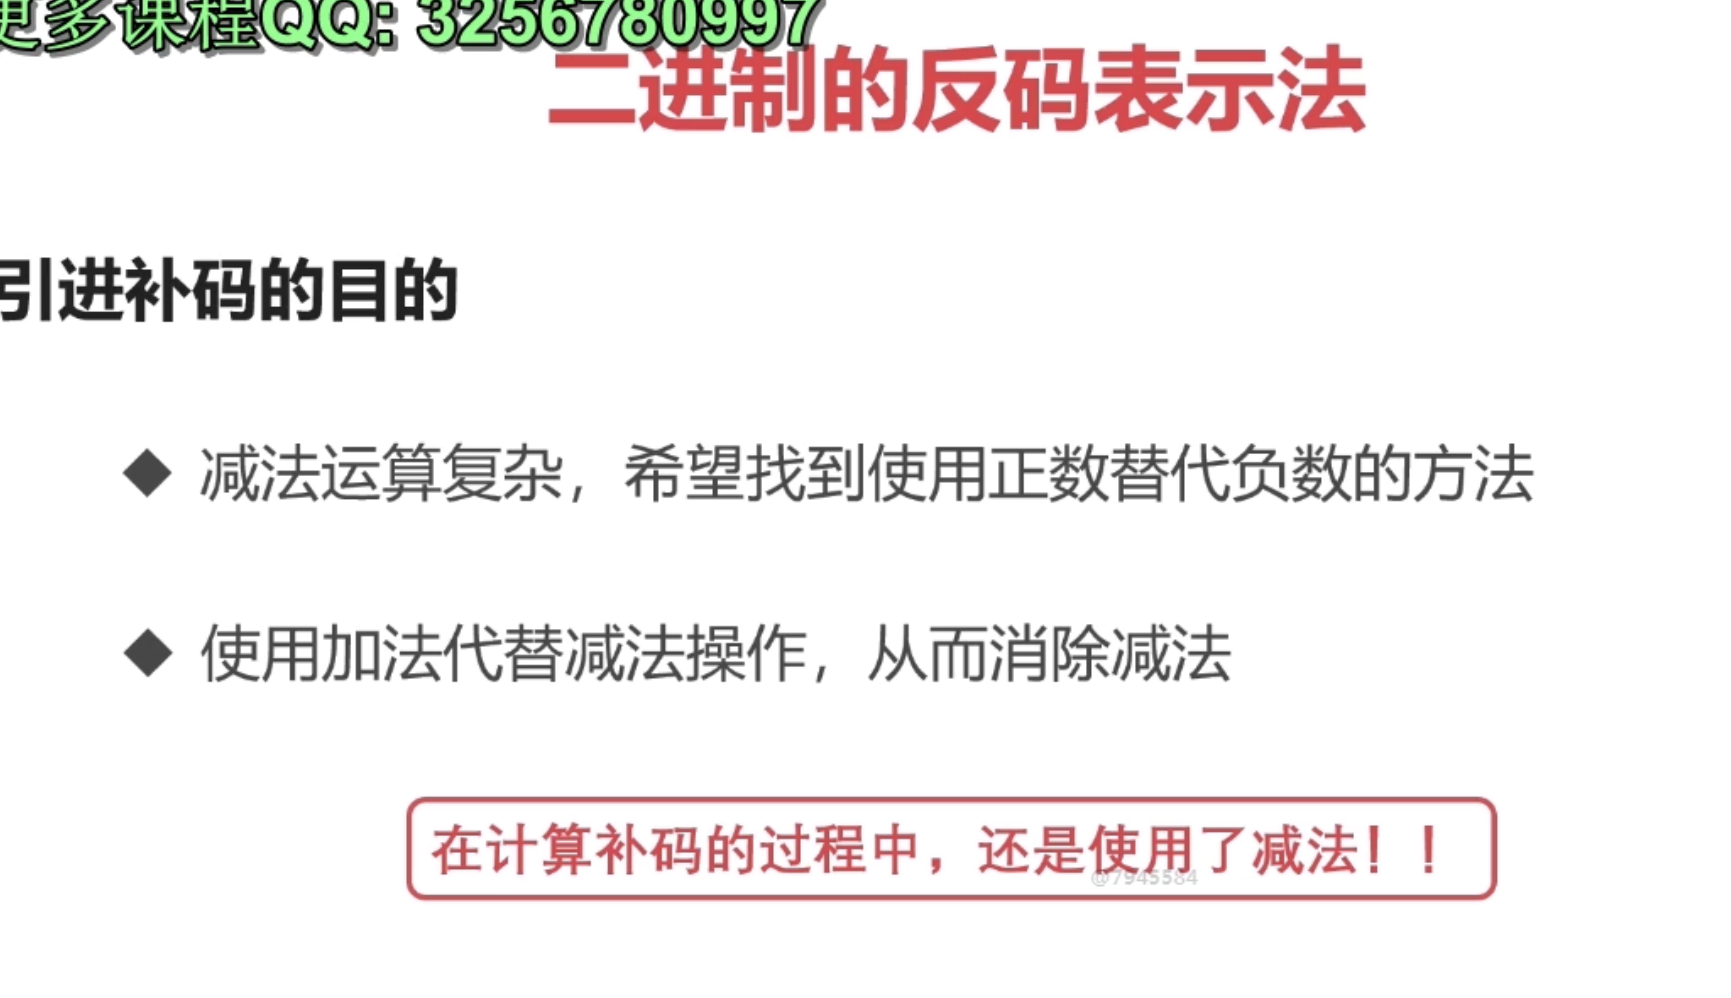 更多课程QQ: 3256780997
二进制的反码表示法
引进补码的目的
减法运算复杂，希望找到使用正数替代负数的方法
使用加法代替减法操作，从而消除减法
在计算补码的过程中，还是使用了减法！！
@7945584